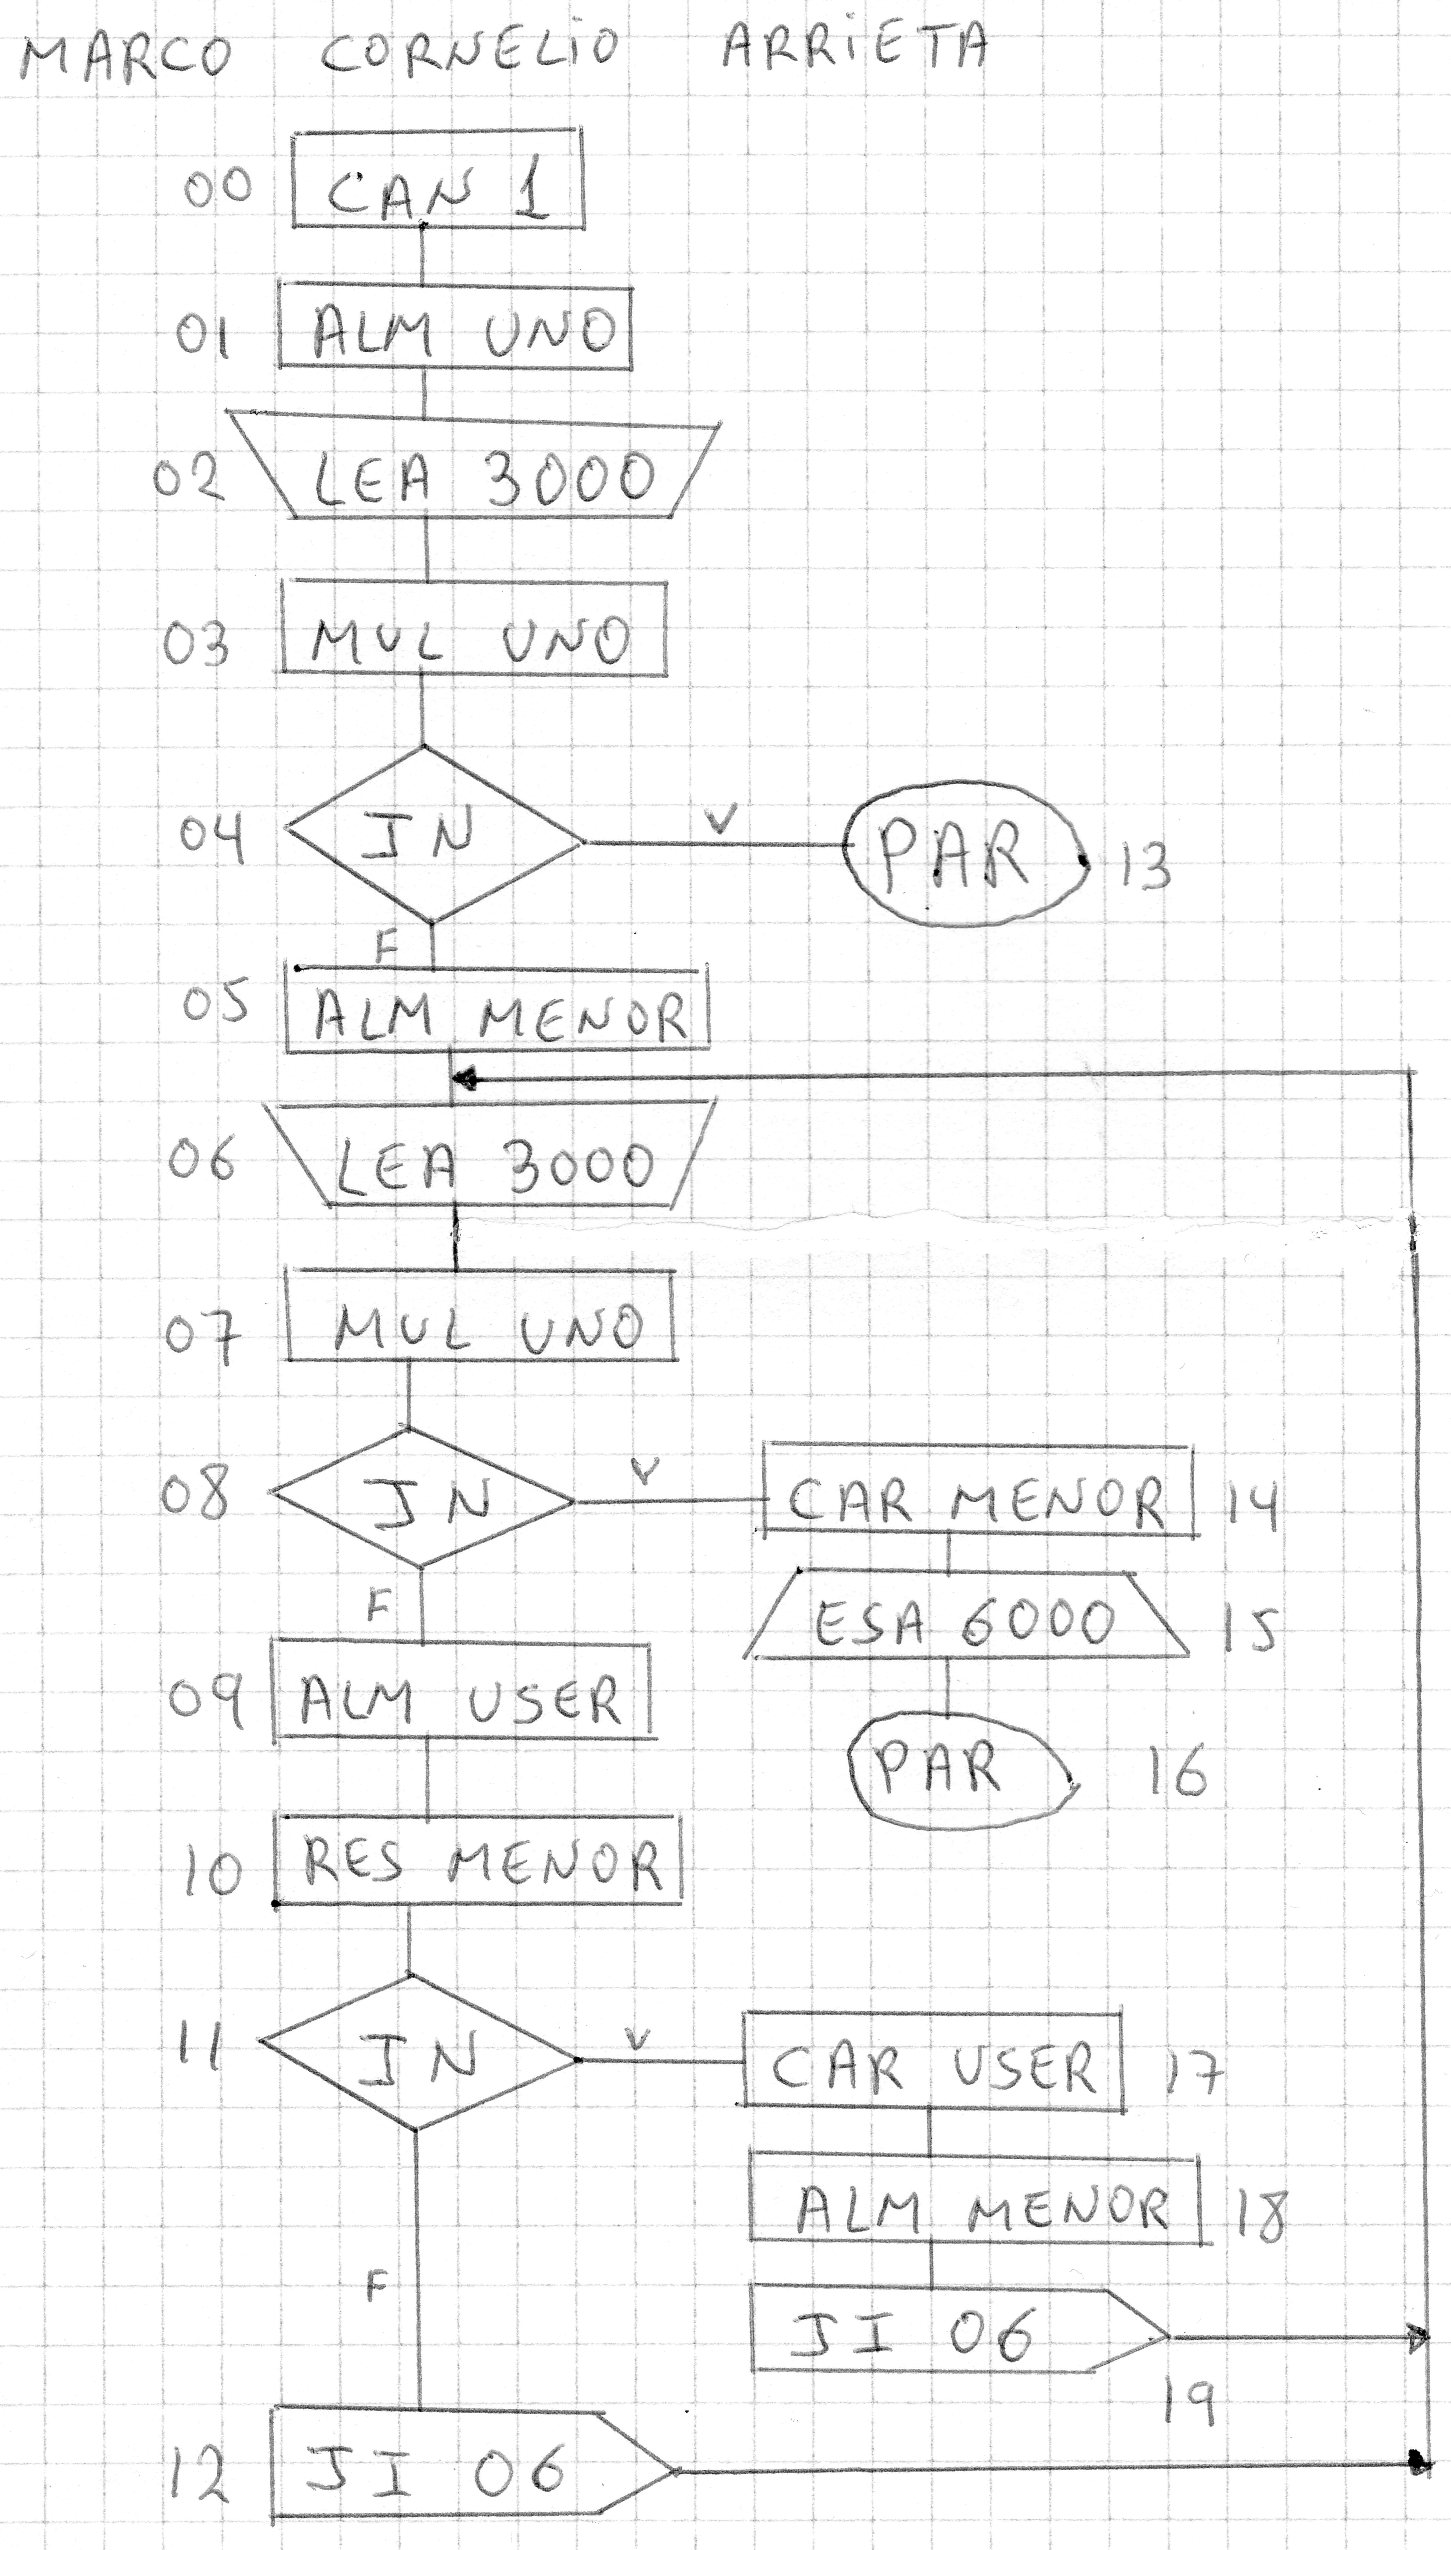 MARCO CORNELIO ARRIETA
00 CAN 1
01 ALM UNO
02 LEA 3000
03 MUL UNO
04 JN V PAR 13
F
05 ALM MENOR
06 LEA 3000
07 MUL UNO
08 JN V CAR MENOR 14
F ESA 6000 15
09 ALM USER
PAR 16
10 RES MENOR
11 JN V CAR USER 17
ALM MENOR 18
F
JI 06
19
12 JI 06